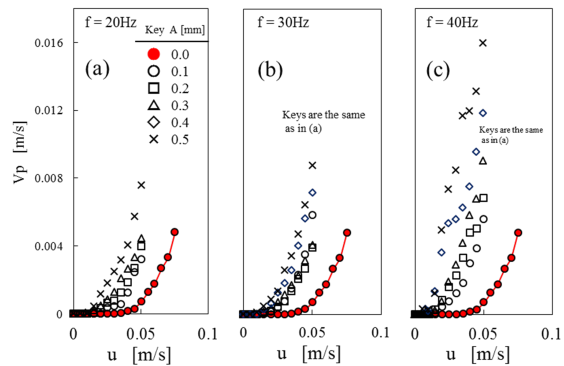 f = 20Hz
Key A [mm]
0.0
0.1
0.2
0.3
0.4
0.5
(a)
f = 30Hz
(b)
Keys are the same
as in (a)
f = 40Hz
(c)
Keys are the same
as in (a)
0.016
0.012
0.008
0.004
0
Vp [m/s]
0 0.05 0.1
0 0.05 0.1
0 0.05 0.1
u [m/s]
u [m/s]
u [m/s]